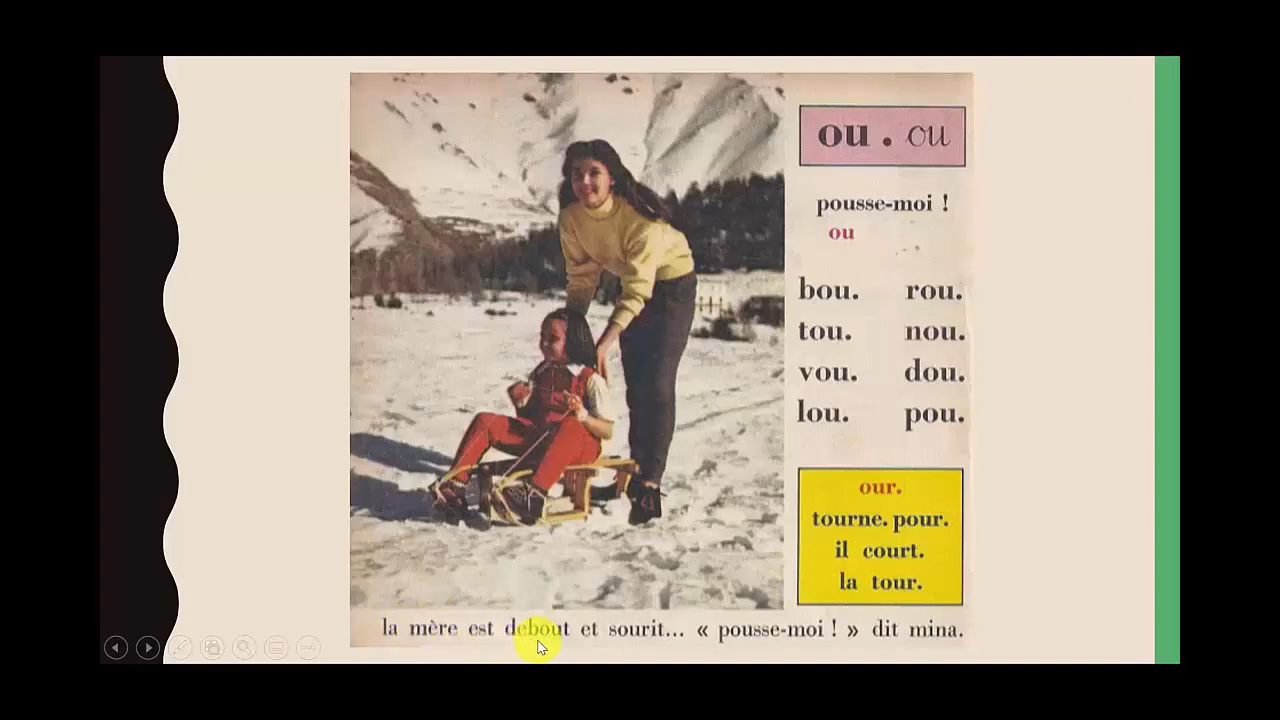 ou . ou
pousse-moi !
ou
bou. rou.
tou. nou.
vou. dou.
lou. pou.
our.
tourne. pour.
il court.
la tour.
la mère est debout et sourit... « pousse-moi ! » dit mina.